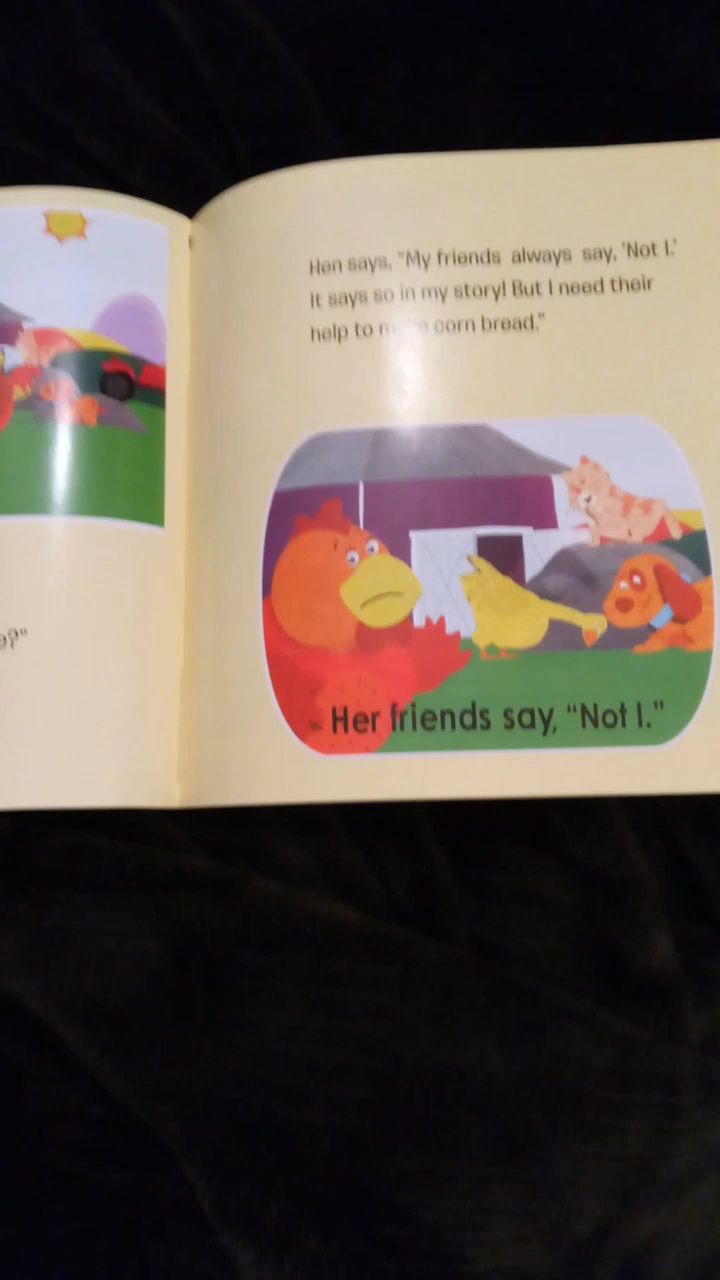 e?"
Hen says, "My friends always say, 'Not I.'
It says so in my story! But I need their
help to make corn bread."
Her friends say, "Not I."